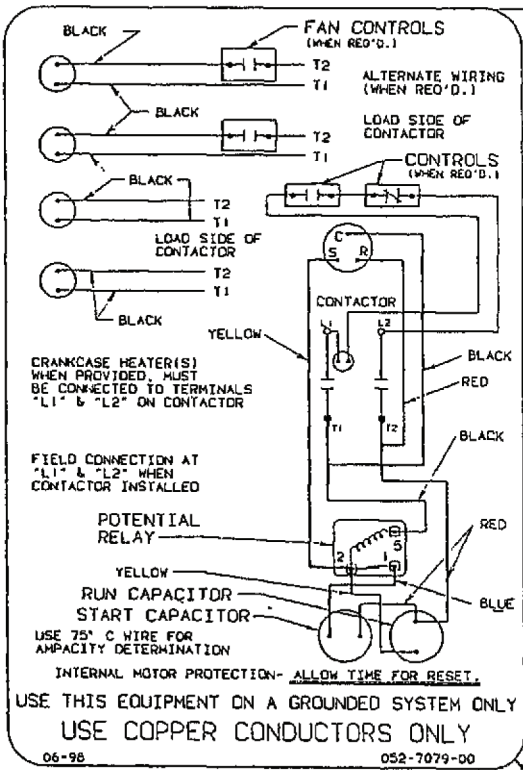 BLACK
FAN CONTROLS
(WHEN REQ'D.)
T2
T1
ALTERNATE WIRING
(WHEN REQ'D.)
BLACK
T2
T1
LOAD SIDE OF
CONTACTOR
CONTROLS
(WHEN REQ'D.)
BLACK
T2
T1
LOAD SIDE OF
CONTACTOR
T2
T1
BLACK
C
S
R
CONTACTOR
L1
L2
YELLOW
BLACK
RED
CRANKCASE HEATER(S)
WHEN PROVIDED, MUST
BE CONNECTED TO TERMINALS
"L1" & "L2" ON CONTACTOR
T1
T2
BLACK
FIELD CONNECTION AT
"L1" & "L2" WHEN
CONTACTOR INSTALLED
POTENTIAL
RELAY
2
1
5
RED
YELLOW
BLUE
RUN CAPACITOR
START CAPACITOR
USE 75° C WIRE FOR
AMPACITY DETERMINATION
INTERNAL MOTOR PROTECTION- ALLOW TIME FOR RESET.
USE THIS EQUIPMENT ON A GROUNDED SYSTEM ONLY
USE COPPER CONDUCTORS ONLY
06-98
052-7079-00